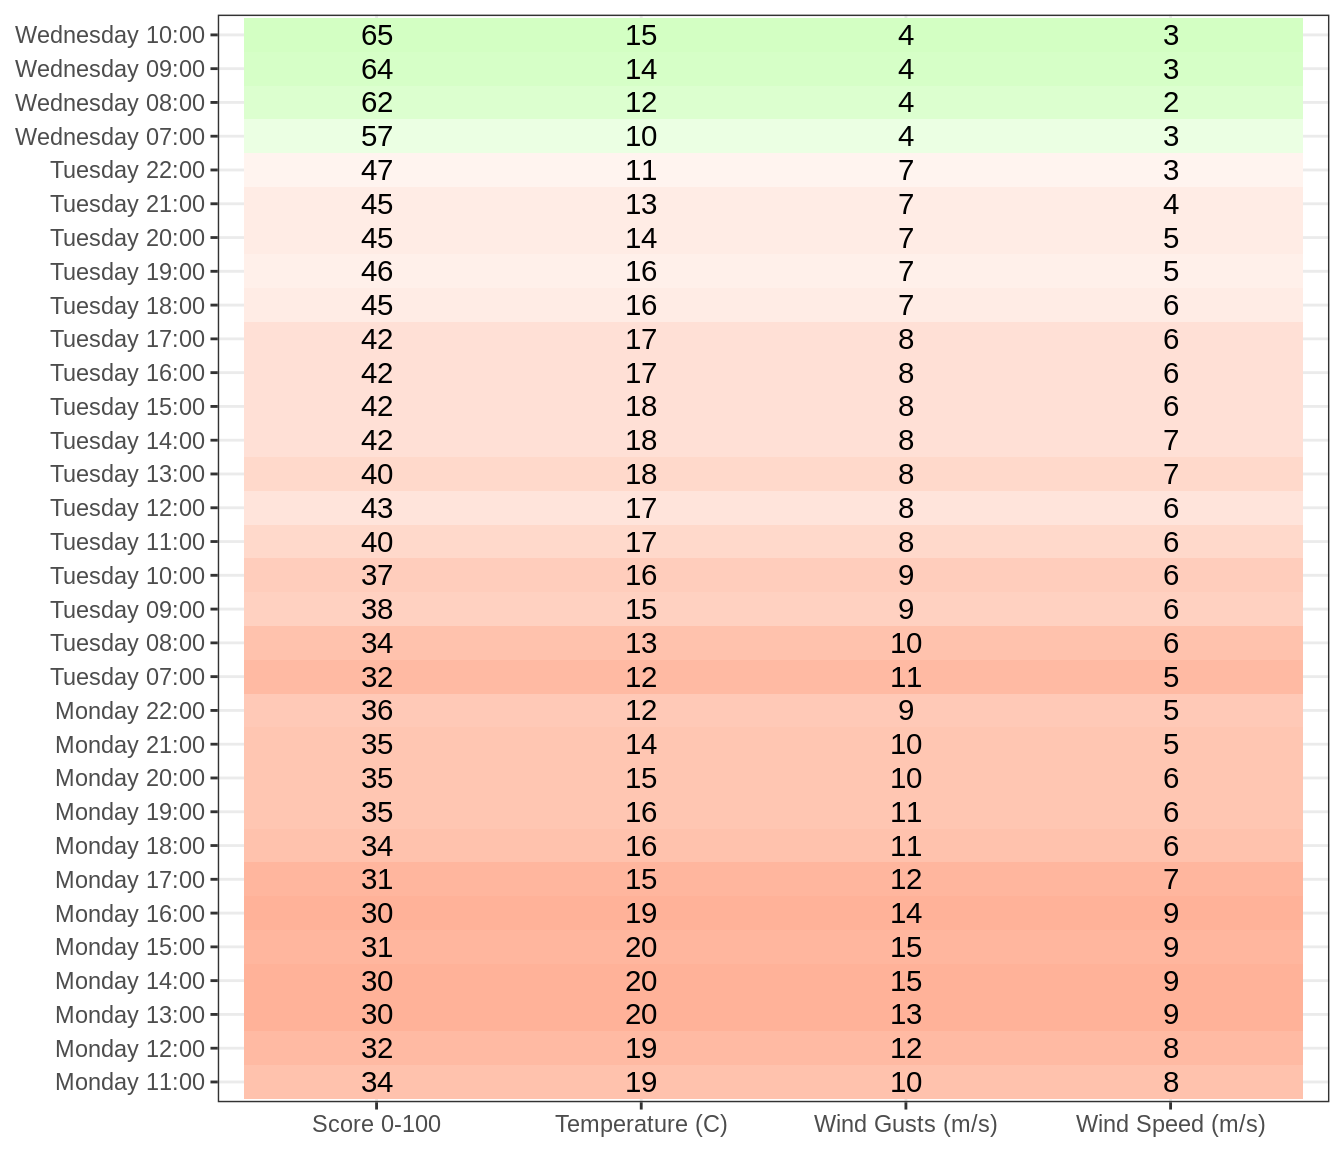 Wednesday 10:00 65 15 4 3
Wednesday 09:00 64 14 4 3
Wednesday 08:00 62 12 4 2
Wednesday 07:00 57 10 4 3
Tuesday 22:00 47 11 7 3
Tuesday 21:00 45 13 7 4
Tuesday 20:00 45 14 7 5
Tuesday 19:00 46 16 7 5
Tuesday 18:00 45 16 7 6
Tuesday 17:00 42 17 8 6
Tuesday 16:00 42 17 8 6
Tuesday 15:00 42 18 8 6
Tuesday 14:00 42 18 8 7
Tuesday 13:00 40 18 8 7
Tuesday 12:00 43 17 8 6
Tuesday 11:00 40 17 8 6
Tuesday 10:00 37 16 9 6
Tuesday 09:00 38 15 9 6
Tuesday 08:00 34 13 10 6
Tuesday 07:00 32 12 11 5
Monday 22:00 36 12 9 5
Monday 21:00 35 14 10 5
Monday 20:00 35 15 10 6
Monday 19:00 35 16 11 6
Monday 18:00 34 16 11 6
Monday 17:00 31 15 12 7
Monday 16:00 30 19 14 9
Monday 15:00 31 20 15 9
Monday 14:00 30 20 15 9
Monday 13:00 30 20 13 9
Monday 12:00 32 19 12 8
Monday 11:00 34 19 10 8
Score 0-100 Temperature (C) Wind Gusts (m/s) Wind Speed (m/s)